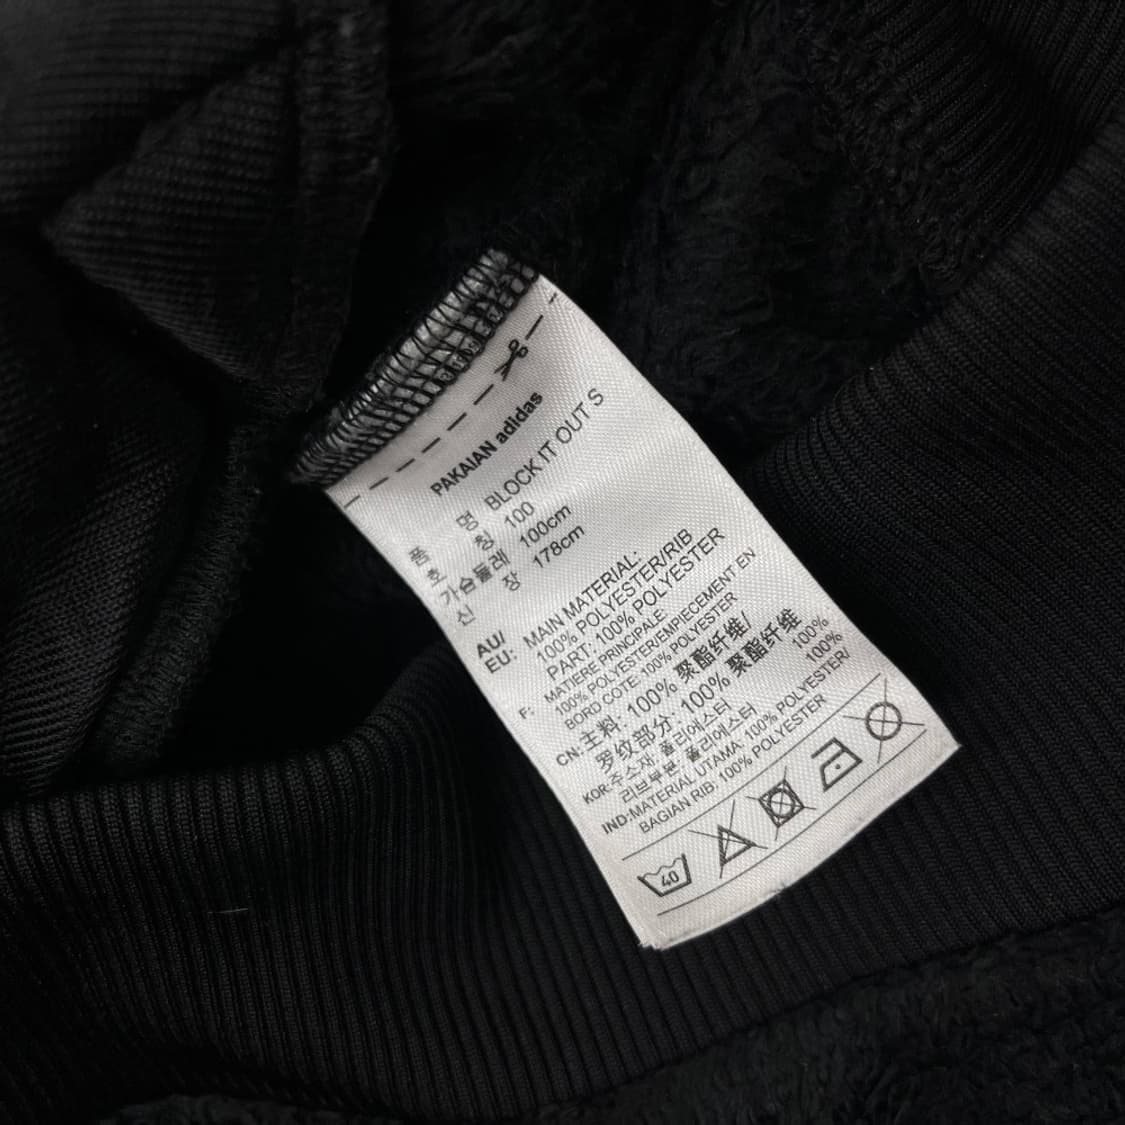 PAKAIAN adidas
품 명 BLOCK IT OUT S
호 칭 100
가슴둘레 100cm
신 장 178cm
AU/
EU: MAIN MATERIAL:
100% POLYESTER/RIB
PART: 100% POLYESTER
F: MATIERE PRINCIPALE:
100% POLYESTER/EMPIECEMENT EN
BORD COTE: 100% POLYESTER
CN: 主料: 100% 聚酯纤维/
罗纹部分: 100% 聚酯纤维
KOR: 주소재: 폴리에스터 100%
리브부분: 폴리에스터 100%
IND: MATERIAL UTAMA: 100% POLYESTER/
BAGIAN RIB: 100% POLYESTER
40